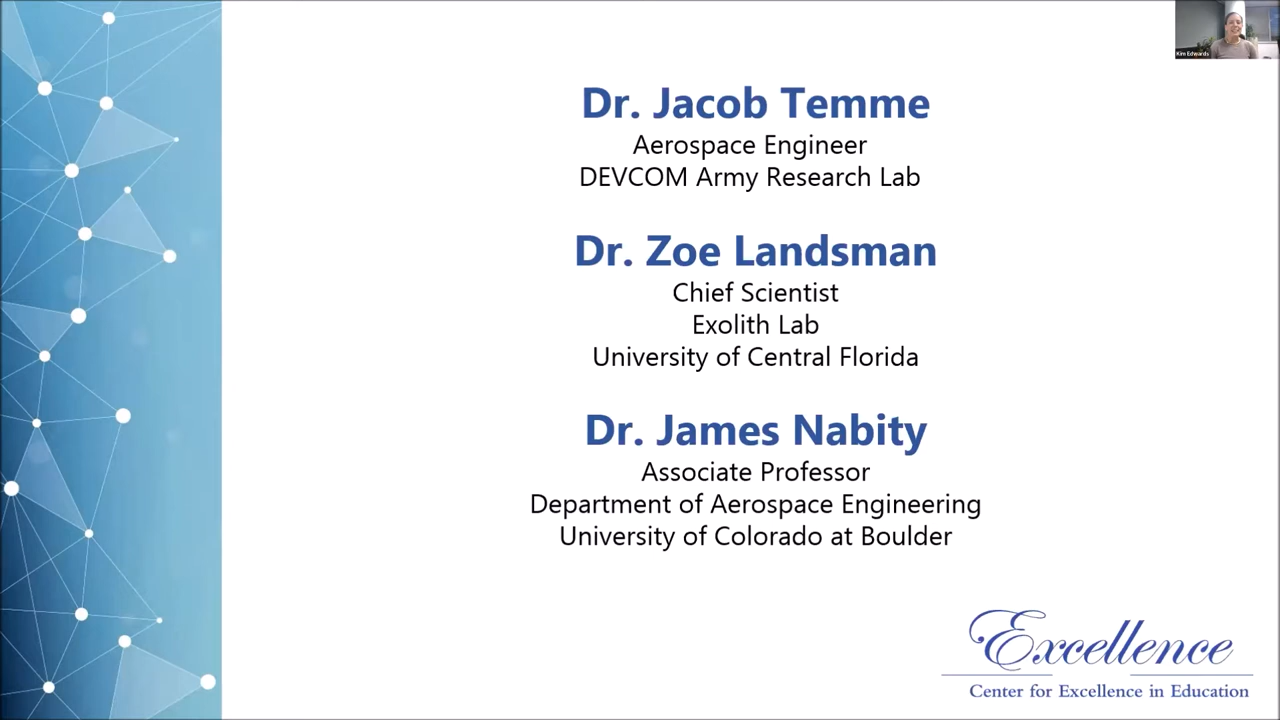 Kim Edwards
Dr. Jacob Temme
Aerospace Engineer
DEVCOM Army Research Lab
Dr. Zoe Landsman
Chief Scientist
Exolith Lab
University of Central Florida
Dr. James Nabity
Associate Professor
Department of Aerospace Engineering
University of Colorado at Boulder
Excellence
Center for Excellence in Education